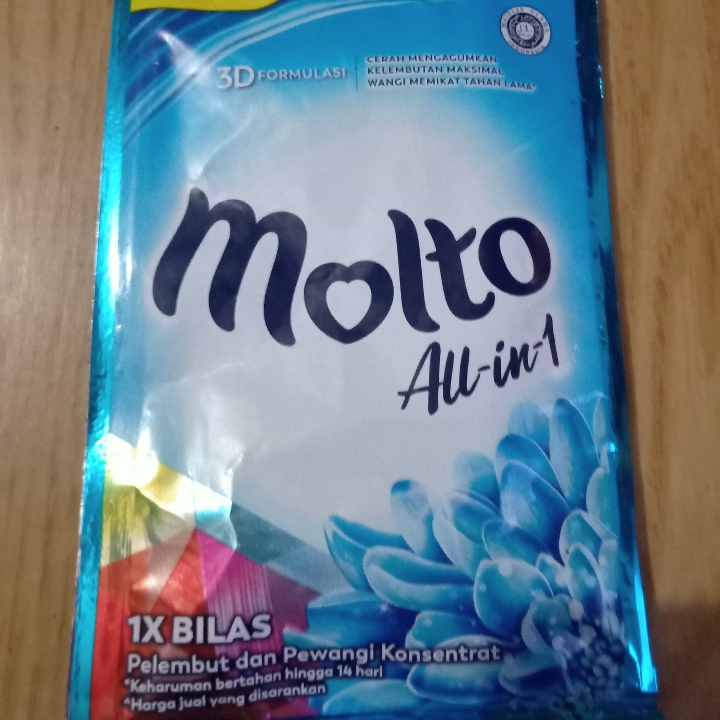 3D FORMULASI
CERAH MENGAGUMKAN
KELEMBUTAN MAKSIMAL
WANGI MEMIKAT TAHAN LAMA*
Molto
All-in-1
1X BILAS
Pelembut dan Pewangi Konsentrat
*Keharuman bertahan hingga 14 hari
^Harga jual yang disarankan